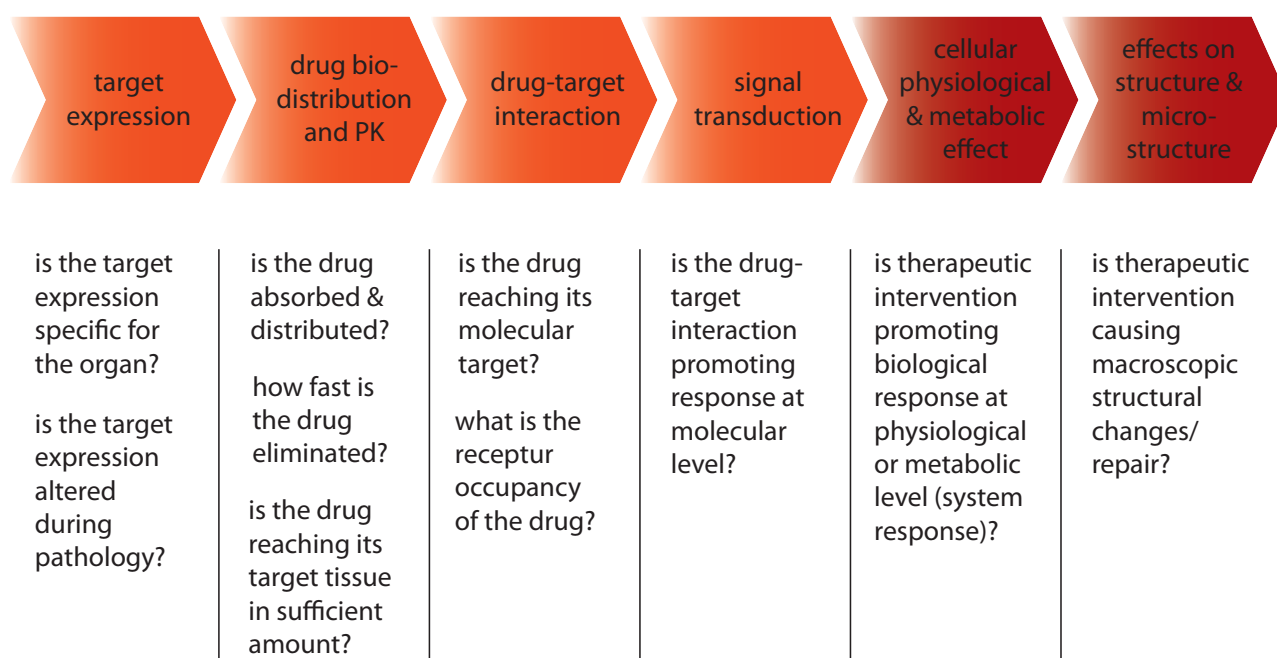 target
expression
drug bio-
distribution
and PK
drug-target
interaction
signal
transduction
cellular
physiological
& metabolic
effect
effects on
structure &
micro-
structure
is the target
expression
specific for
the organ?
is the target
expression
altered
during
pathology?
is the drug
absorbed &
distributed?
how fast is
the drug
eliminated?
is the drug
reaching its
target tissue
in sufficient
amount?
is the drug
reaching its
molecular
target?
what is the
receptur
occupancy
of the drug?
is the drug-
target
interaction
promoting
response at
molecular
level?
is therapeutic
intervention
promoting
biological
response at
physiological
or metabolic
level (system
response)?
is therapeutic
intervention
causing
macroscopic
structural
changes/
repair?